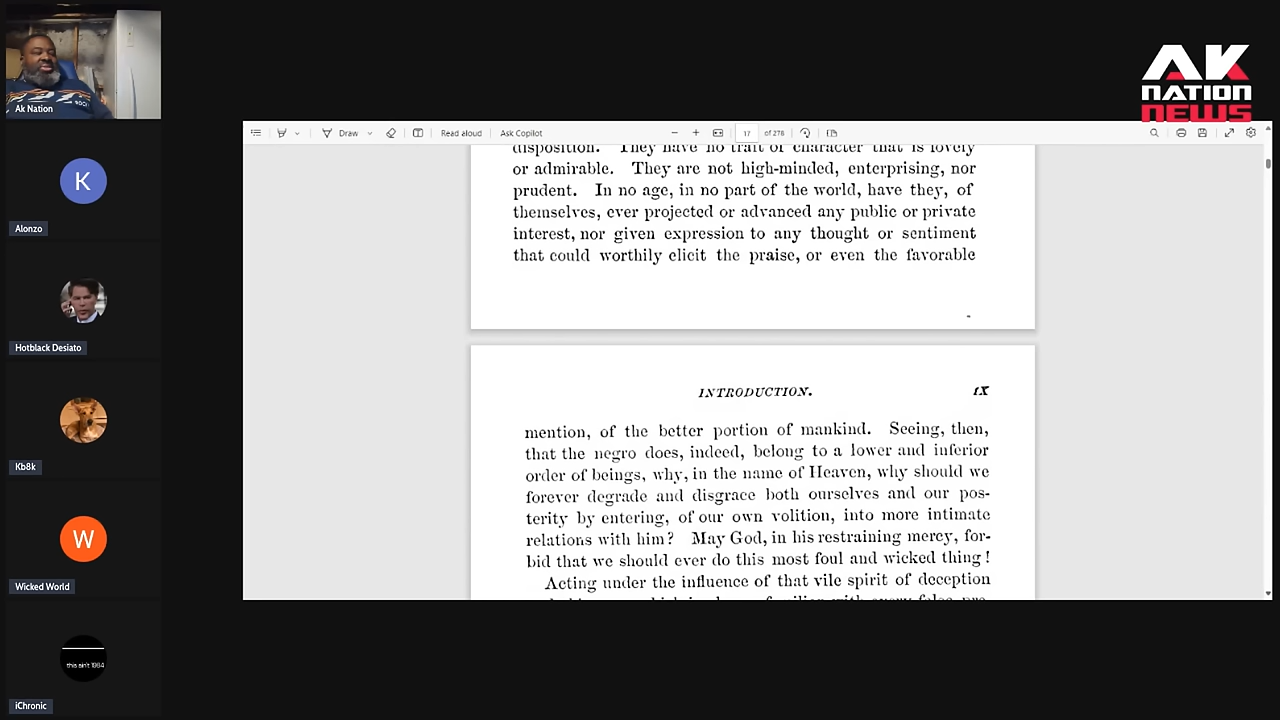 Ak Nation
K
Alonzo
Hotblack Desiato
Kb8k
W
Wicked World
this ain't 1984
iChronic
AK
NATION
NEWS
Draw
Read aloud
Ask Copilot
17
of 278
disposition. They have no trait of character that is lovely
or admirable. They are not high-minded, enterprising, nor
prudent. In no age, in no part of the world, have they, of
themselves, ever projected or advanced any public or private
interest, nor given expression to any thought or sentiment
that could worthily elicit the praise, or even the favorable
INTRODUCTION.
IX
mention, of the better portion of mankind. Seeing, then,
that the negro does, indeed, belong to a lower and inferior
order of beings, why, in the name of Heaven, why should we
forever degrade and disgrace both ourselves and our pos-
terity by entering, of our own volition, into more intimate
relations with him? May God, in his restraining mercy, for-
bid that we should ever do this most foul and wicked thing!
Acting under the influence of that vile spirit of deception